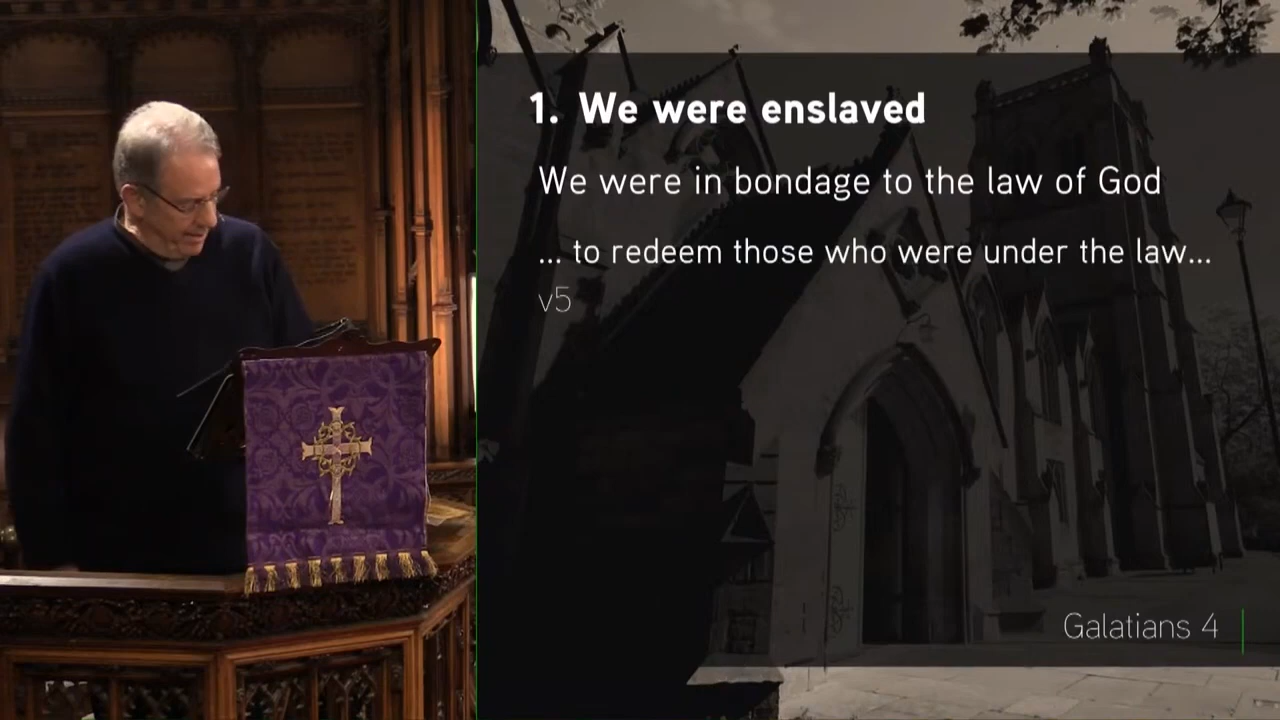 1. We were enslaved
We were in bondage to the law of God
... to redeem those who were under the law...
v5
Galatians 4